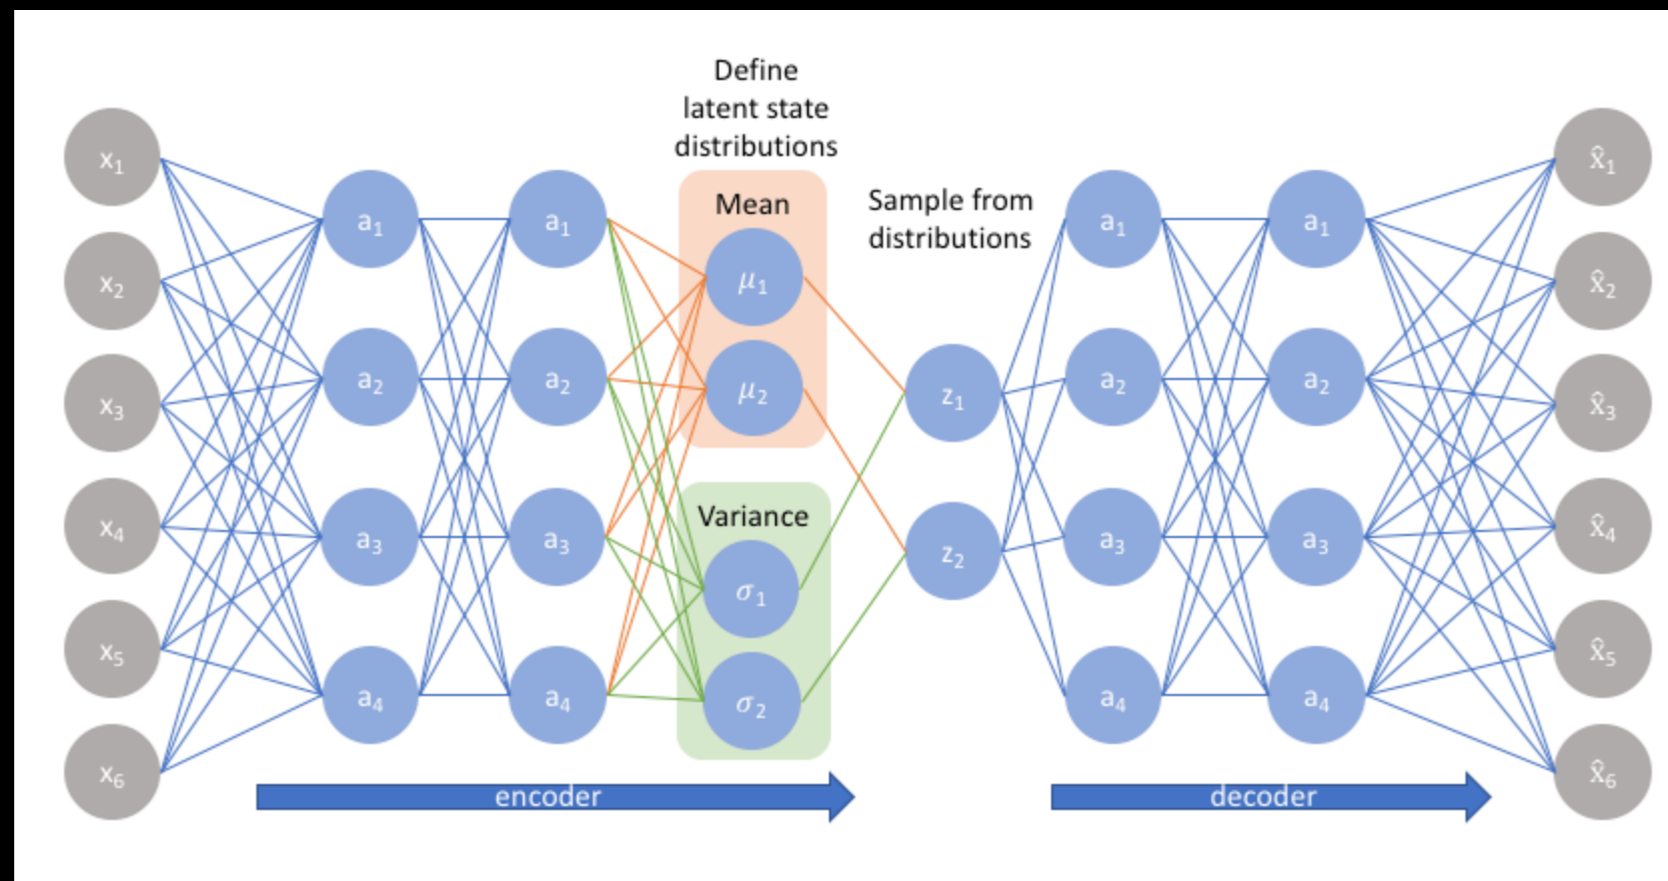 Define
latent state
distributions
Mean
Sample from
distributions
x₁
x₂
x₃
x₄
x₅
x₆
a₁
a₂
a₃
a₄
a₁
a₂
a₃
a₄
μ₁
μ₂
Variance
σ₁
σ₂
z₁
z₂
a₁
a₂
a₃
a₄
a₁
a₂
a₃
a₄
x̂₁
x̂₂
x̂₃
x̂₄
x̂₅
x̂₆
encoder
decoder